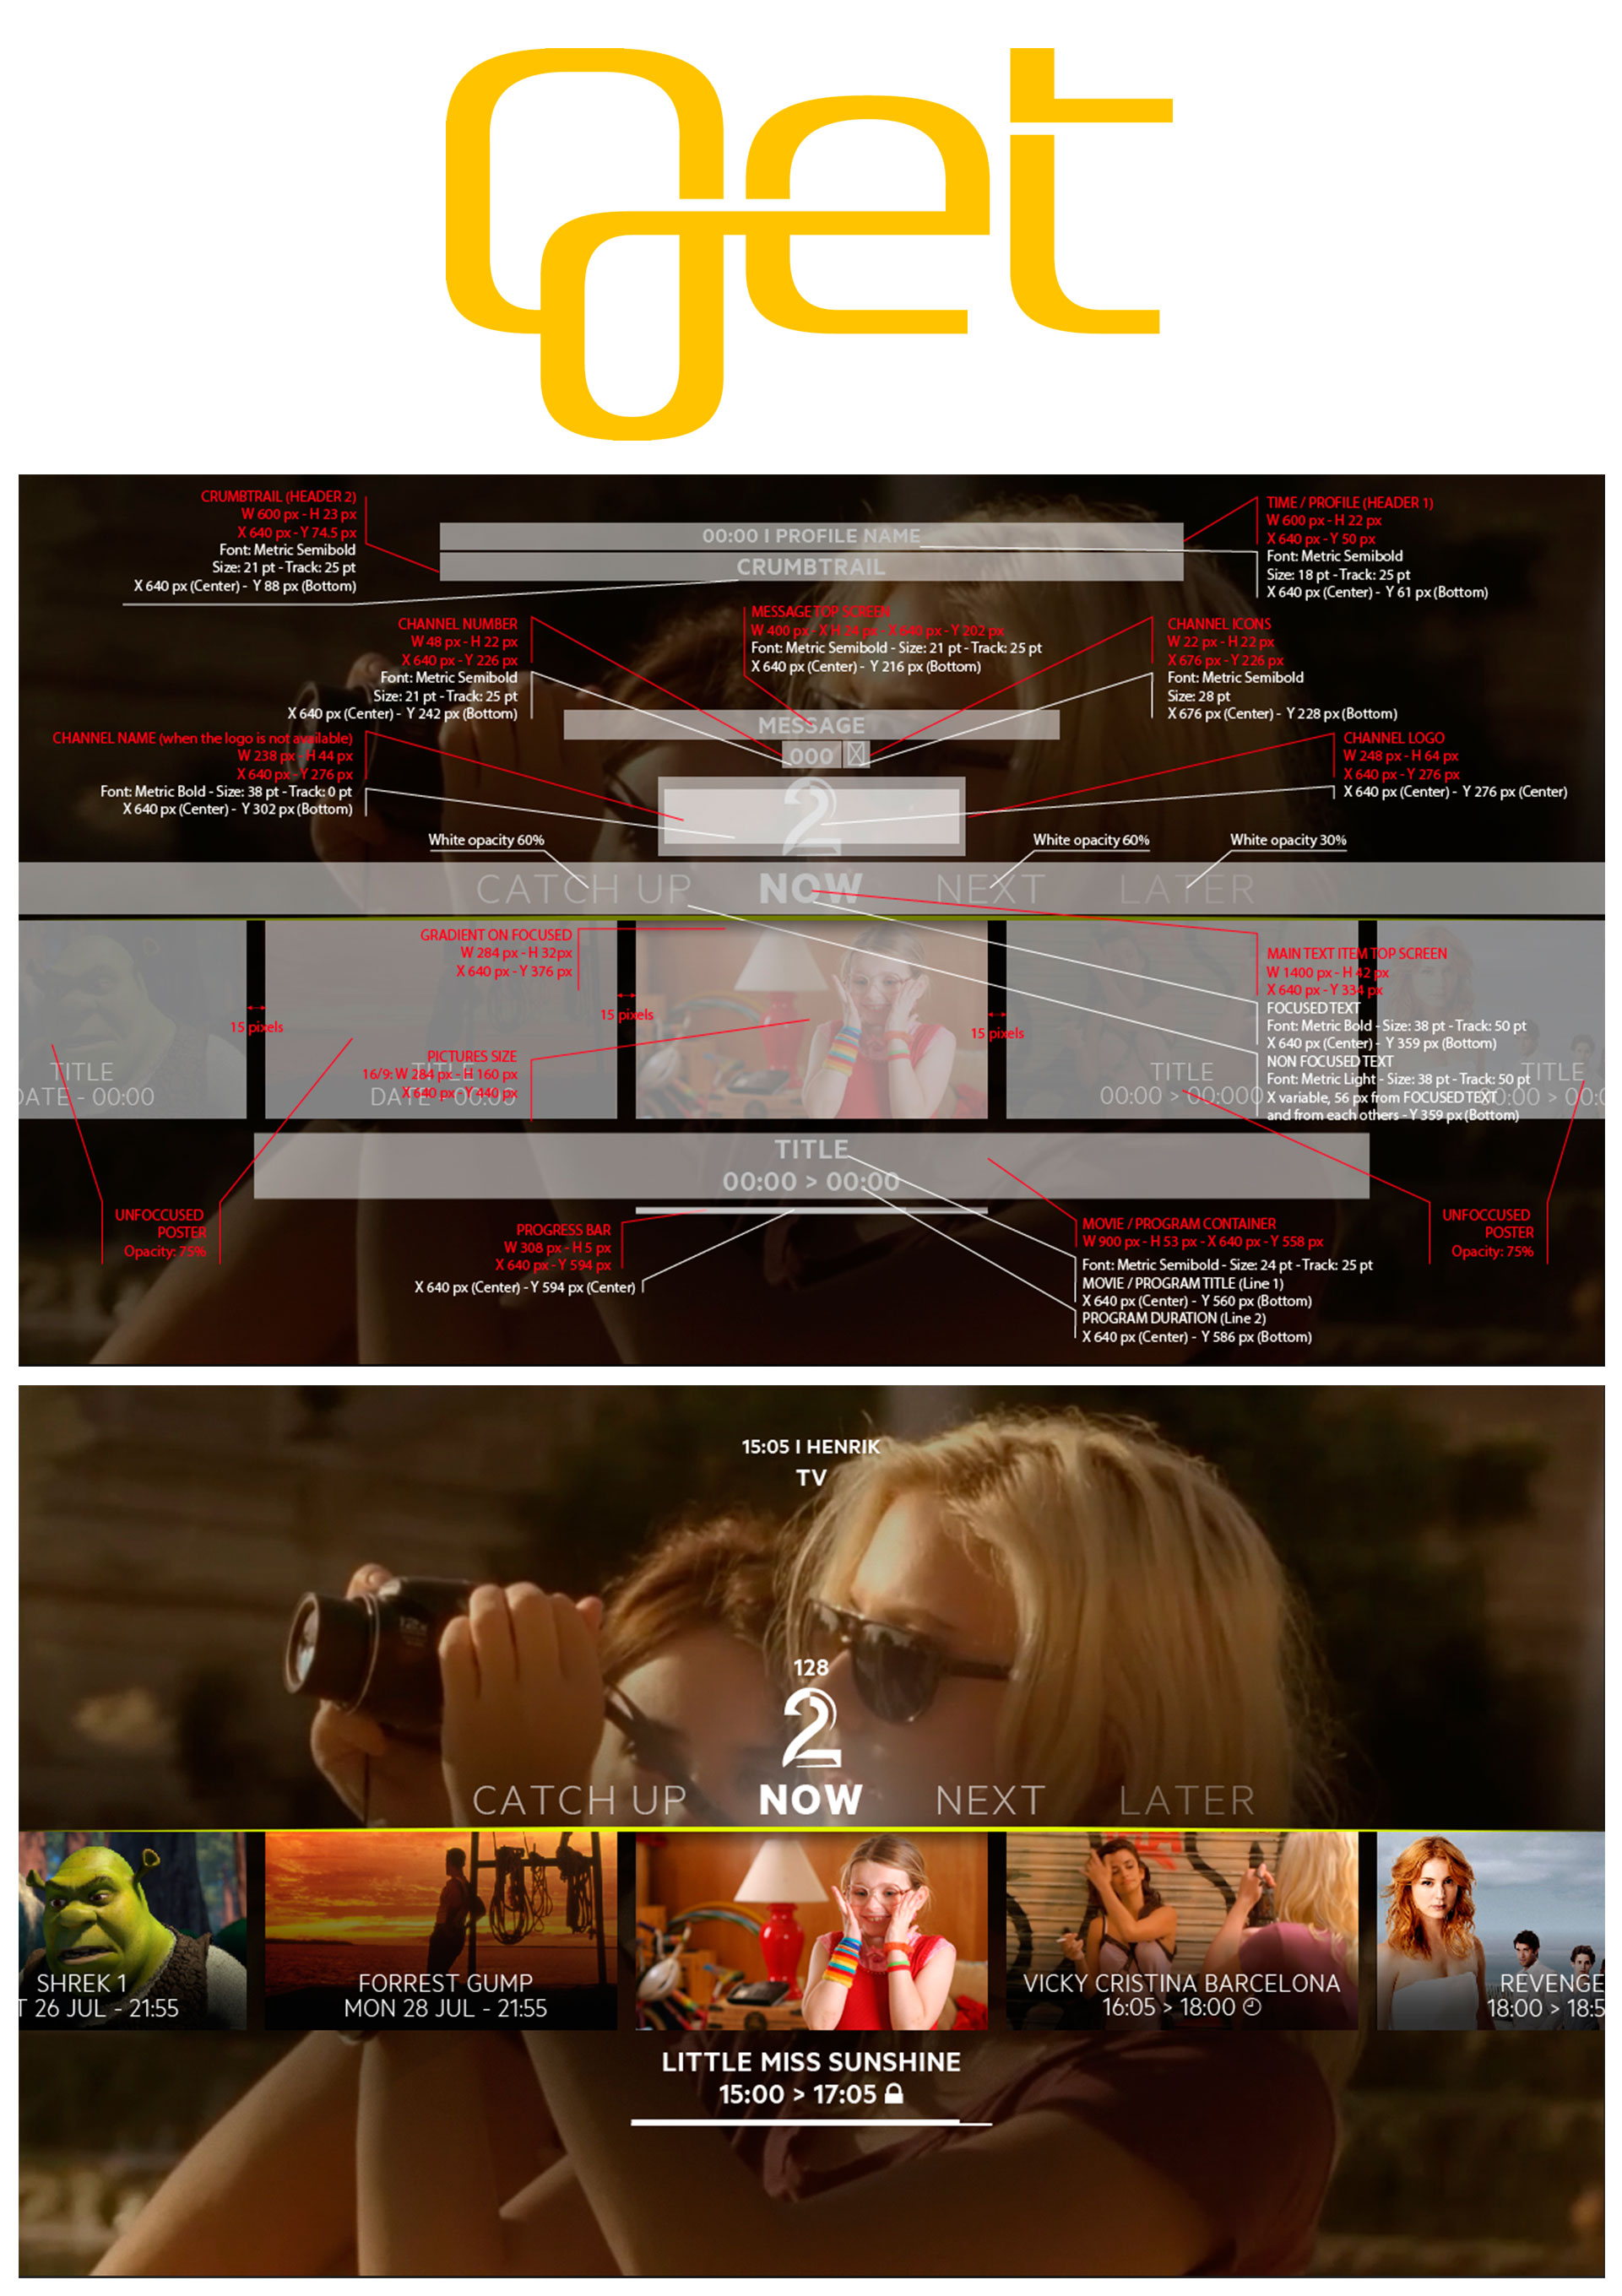 get
CRUMBTRAIL (HEADER 2)
W 600 px - H 23 px
X 640 px - Y 74.5 px
Font: Metric Semibold
Size: 21 pt - Track: 25 pt
X 640 px (Center) - Y 88 px (Bottom)
00:00 I PROFILE NAME
CRUMBTRAIL
TIME / PROFILE (HEADER 1)
W 600 px - H 22 px
X 640 px - Y 50 px
Font: Metric Semibold
Size: 18 pt - Track: 25 pt
X 640 px (Center) - Y 61 px (Bottom)
CHANNEL NUMBER
W 48 px - H 22 px
X 640 px - Y 226 px
Font: Metric Semibold
Size: 21 pt - Track: 25 pt
X 640 px (Center) - Y 242 px (Bottom)
MESSAGE TOP SCREEN
W 400 px - X H 24 px - X 640 px - Y 202 px
Font: Metric Semibold - Size: 21 pt - Track: 25 pt
X 640 px (Center) - Y 216 px (Bottom)
CHANNEL ICONS
W 22 px - H 22 px
X 676 px - Y 226 px
Font: Metric Semibold
Size: 28 pt
X 676 px (Center) - Y 228 px (Bottom)
MESSAGE
000
2
CHANNEL NAME (when the logo is not available)
W 238 px - H 44 px
X 640 px - Y 276 px
Font: Metric Bold - Size: 38 pt - Track: 0 pt
X 640 px (Center) - Y 302 px (Bottom)
CHANNEL LOGO
W 248 px - H 64 px
X 640 px - Y 276 px
X 640 px (Center) - Y 276 px (Center)
White opacity 60%
White opacity 60%
White opacity 30%
CATCH UP NOW NEXT LATER
GRADIENT ON FOCUSED
W 284 px - H 32px
X 640 px - Y 376 px
15 pixels
15 pixels
15 pixels
PICTURES SIZE
16/9: W 284 px - H 160 px
X 640 px - Y 440 px
MAIN TEXT ITEM TOP SCREEN
W 1400 px - H 42 px
X 640 px - Y 334 px
FOCUSED TEXT
Font: Metric Bold - Size: 38 pt - Track: 50 pt
X 640 px (Center) - Y 359 px (Bottom)
NON FOCUSED TEXT
Font: Metric Light - Size: 38 pt - Track: 50 pt
X variable, 56 px from FOCUSED TEXT
and from each others - Y 359 px (Bottom)
TITLE
DATE - 00:00
TITLE
DATE - 00:00
TITLE
00:00 > 00:000
TITLE
00:00 > 00:0
TITLE
00:00 > 00:00
UNFOCCUSED
POSTER
Opacity: 75%
PROGRESS BAR
W 308 px - H 5 px
X 640 px - Y 594 px
X 640 px (Center) - Y 594 px (Center)
MOVIE / PROGRAM CONTAINER
W 900 px - H 53 px - X 640 px - Y 558 px
Font: Metric Semibold - Size: 24 pt - Track: 25 pt
MOVIE / PROGRAM TITLE (Line 1)
X 640 px (Center) - Y 560 px (Bottom)
PROGRAM DURATION (Line 2)
X 640 px (Center) - Y 586 px (Bottom)
UNFOCCUSED
POSTER
Opacity: 75%
15:05 I HENRIK
TV
128
2
CATCH UP NOW NEXT LATER
SHREK 1
T 26 JUL - 21:55
FORREST GUMP
MON 28 JUL - 21:55
VICKY CRISTINA BARCELONA
16:05 > 18:00
REVENGE
18:00 > 18:5
LITTLE MISS SUNSHINE
15:00 > 17:05